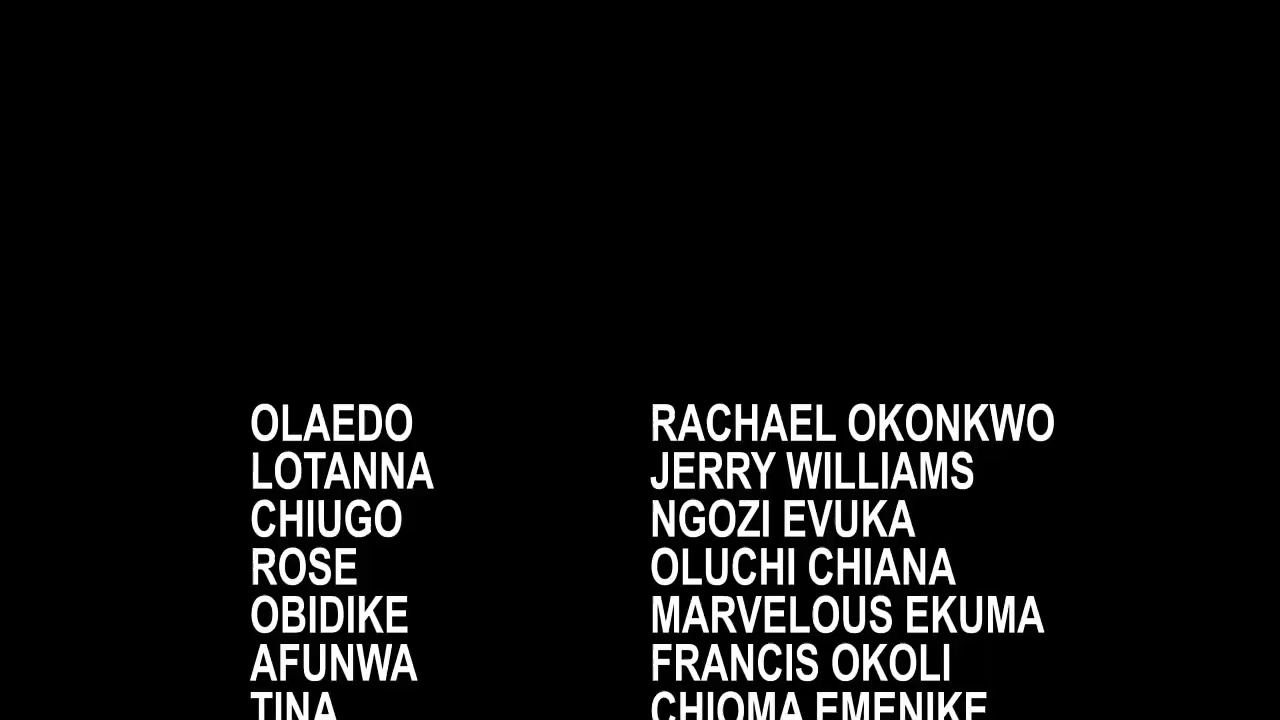 OLAEDO RACHAEL OKONKWO
LOTANNA JERRY WILLIAMS
CHIUGO NGOZI EVUKA
ROSE OLUCHI CHIANA
OBIDIKE MARVELOUS EKUMA
AFUNWA FRANCIS OKOLI
TINA CHIOMA EMENIKE